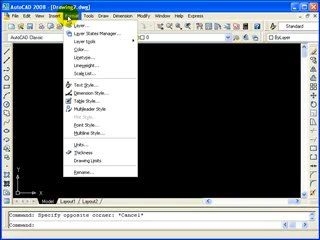 AutoCAD 2008 - [Drawing2.dwg]
File Edit View Insert Format Tools Draw Dimension Modify Window Help Express
Standard
AutoCAD Classic
0
ByLayer
Layer...
Layer States Manager...
Layer tools
Color...
Linetype...
Lineweight...
Scale List...
Text Style...
Dimension Style...
Table Style...
Multileader Style
Plot Style...
Point Style...
Multiline Style...
Units...
Thickness
Drawing Limits
Rename...
Y
X
Model Layout1 Layout2
Command: Specify opposite corner: *Cancel*
Command: